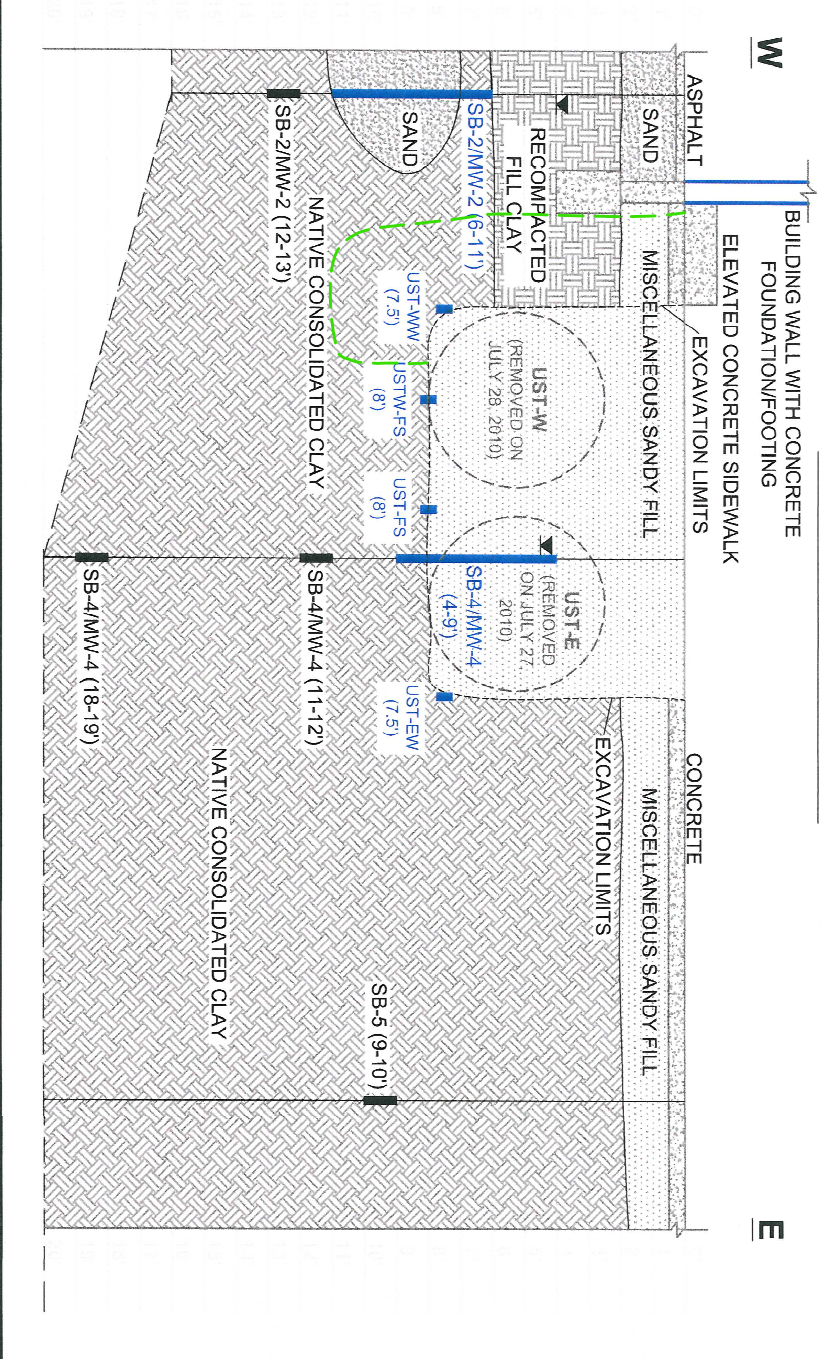 W
E
BUILDING WALL WITH CONCRETE
FOUNDATION/FOOTING
ELEVATED CONCRETE SIDEWALK
EXCAVATION LIMITS
ASPHALT
CONCRETE
SAND
MISCELLANEOUS SANDY FILL
MISCELLANEOUS SANDY FILL
EXCAVATION LIMITS
RECOMPACTED
FILL CLAY
UST-W
(REMOVED ON
JULY 28, 2010)
UST-E
(REMOVED
ON JULY 27,
2010)
SB-2/MW-2 (6-11')
SB-4/MW-4
(4-9')
SAND
UST-WW
(7.5')
USTW-FS
(8')
UST-FS
(8')
UST-EW
(7.5')
SB-5 (9-10')
NATIVE CONSOLIDATED CLAY
SB-2/MW-2 (12-13')
SB-4/MW-4 (11-12')
NATIVE CONSOLIDATED CLAY
SB-4/MW-4 (18-19')